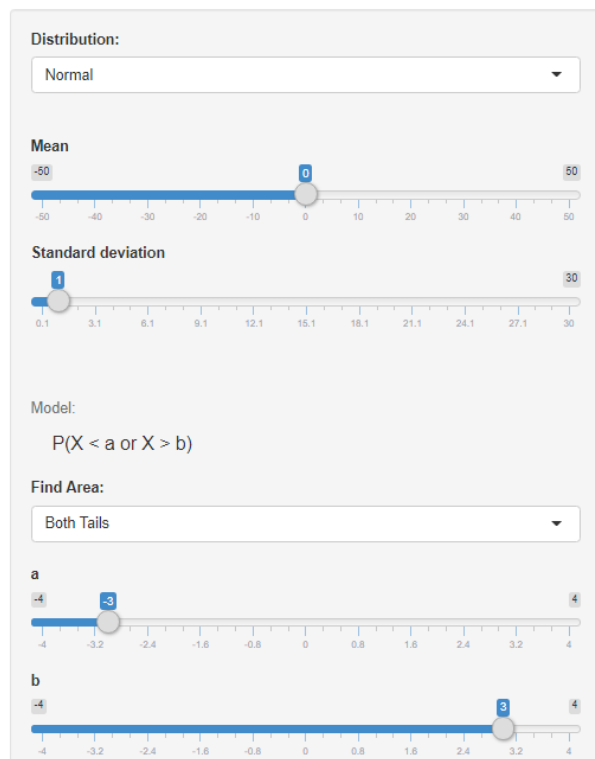 Distribution:
Normal
Mean
-50 0 50
-50 -40 -30 -20 -10 0 10 20 30 40 50
Standard deviation
1 30
0.1 3.1 6.1 9.1 12.1 15.1 18.1 21.1 24.1 27.1 30
Model:
P(X < a or X > b)
Find Area:
Both Tails
a
-4 -3 4
-4 -3.2 -2.4 -1.6 -0.8 0 0.8 1.6 2.4 3.2 4
b
-4 3 4
-4 -3.2 -2.4 -1.6 -0.8 0 0.8 1.6 2.4 3.2 4